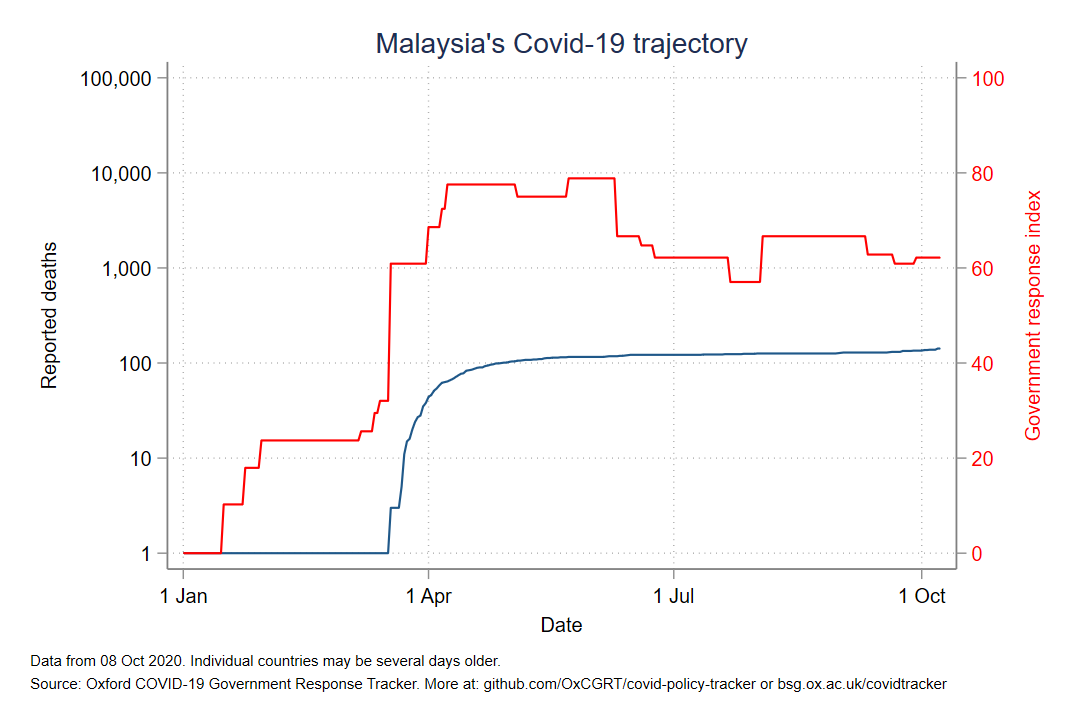 Malaysia's Covid-19 trajectory
100,000
10,000
1,000
100
10
1
Reported deaths
100
80
60
40
20
0
Government response index
1 Jan
1 Apr
1 Jul
1 Oct
Date
Data from 08 Oct 2020. Individual countries may be several days older.
Source: Oxford COVID-19 Government Response Tracker. More at: github.com/OxCGRT/covid-policy-tracker or bsg.ox.ac.uk/covidtracker